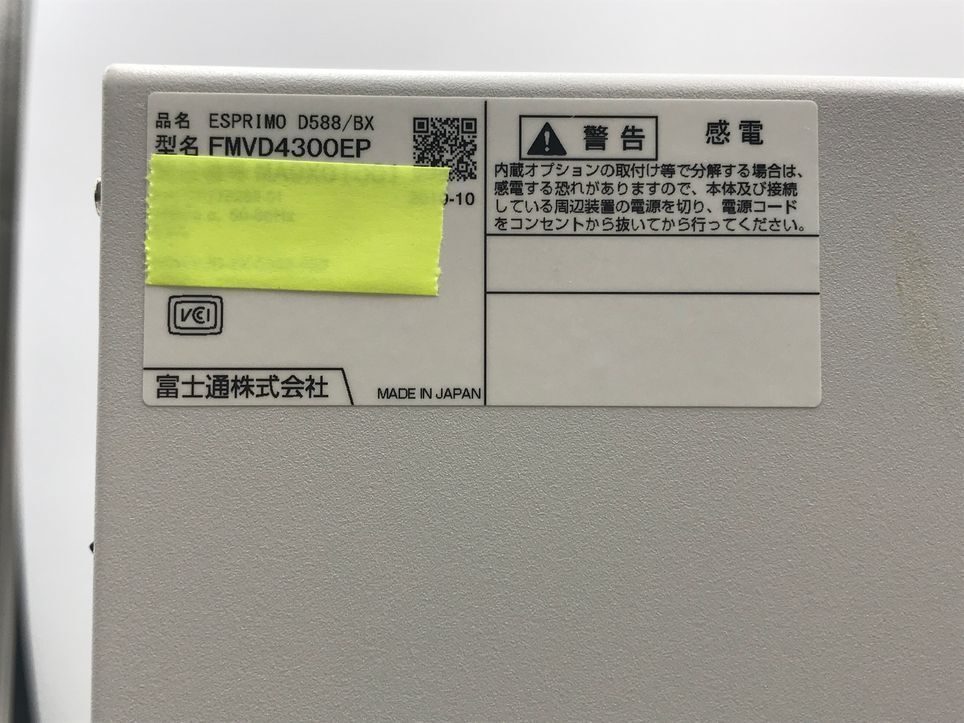 品名 ESPRIMO D588/BX
型名 FMVD4300EP
-10
VCI
富士通株式会社
MADE IN JAPAN
警告 感電
内蔵オプションの取付け等で分解する場合は、
感電する恐れがありますので、本体及び接続
している周辺装置の電源を切り、電源コード
をコンセントから抜いてから行ってください。